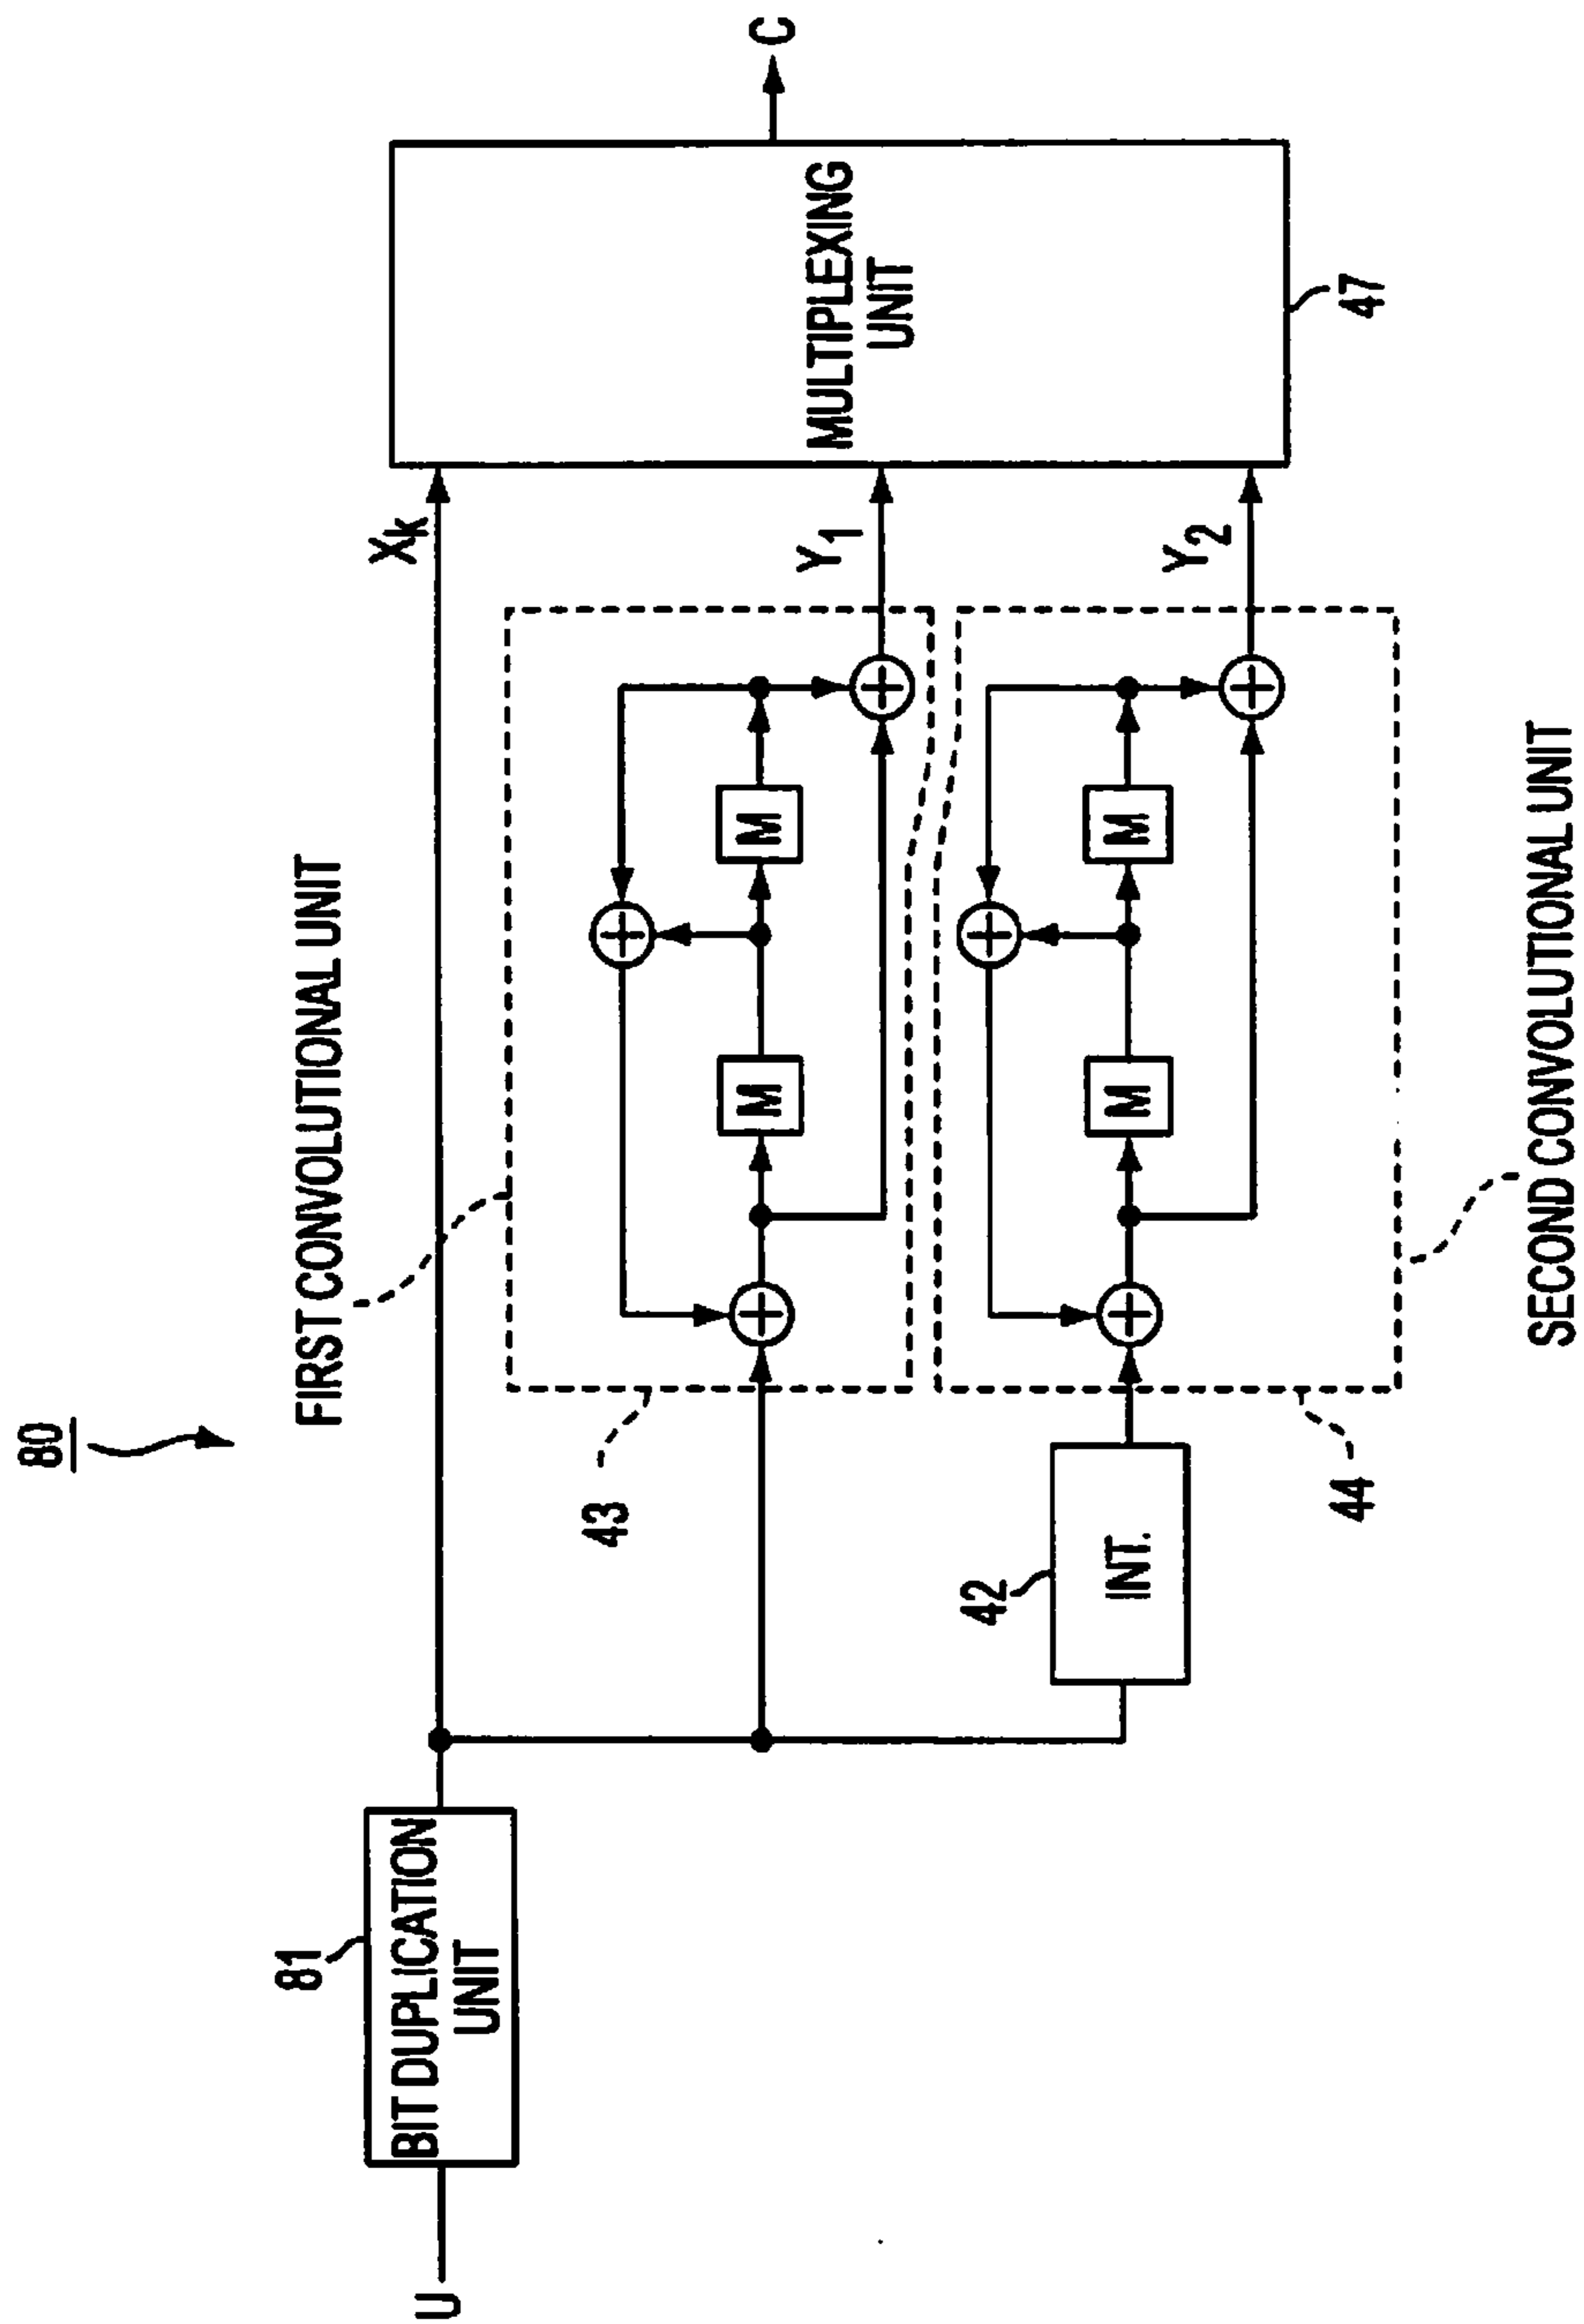 80
U
81
BIT DUPLICATION
UNIT
FIRST CONVOLUTIONAL UNIT
43
M
M
42
INT.
44
M
M
SECOND CONVOLUTIONAL UNIT
Xk
Y1
Y2
MULTIPLEXING
UNIT
47
C